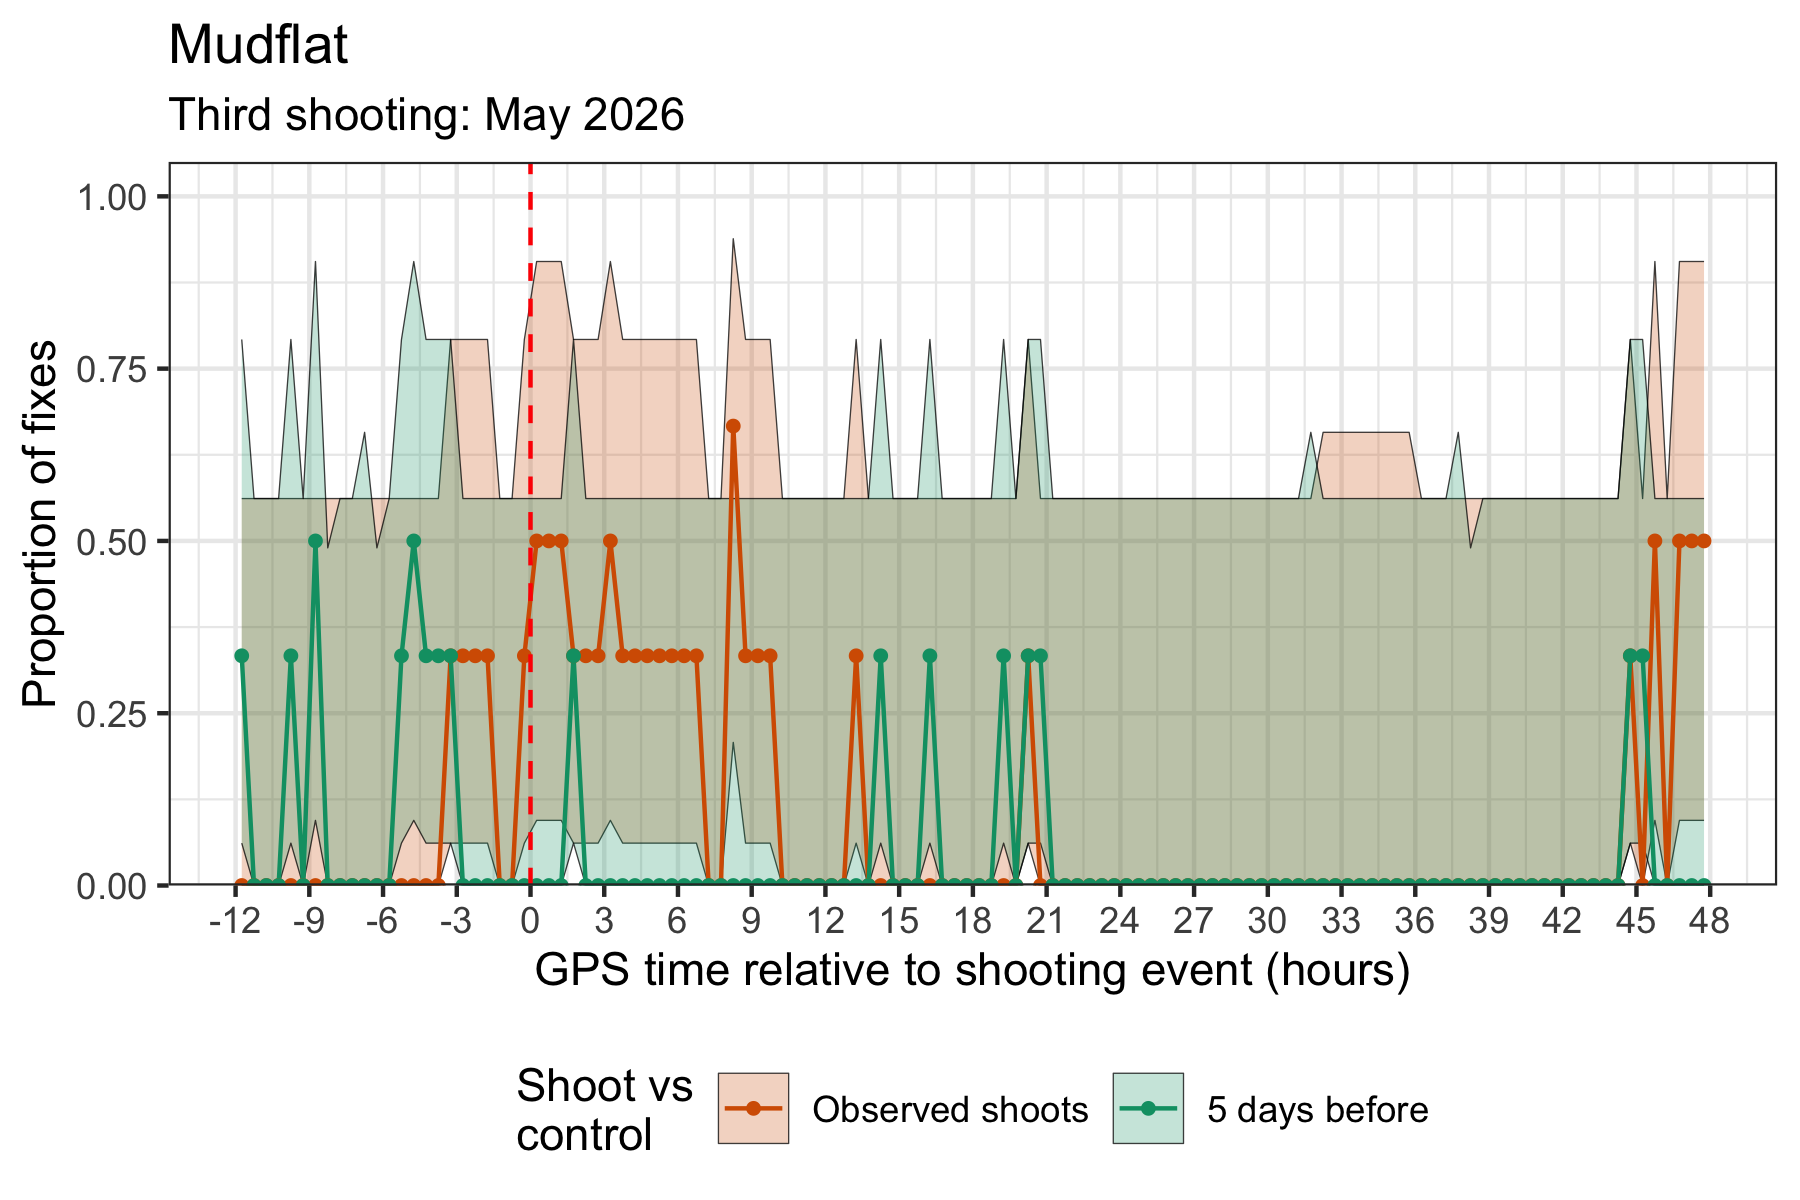 Mudflat
Third shooting: May 2026
Proportion of fixes
1.00
0.75
0.50
0.25
0.00
-12 -9 -6 -3 0 3 6 9 12 15 18 21 24 27 30 33 36 39 42 45 48
GPS time relative to shooting event (hours)
Shoot vs
control
Observed shoots
5 days before